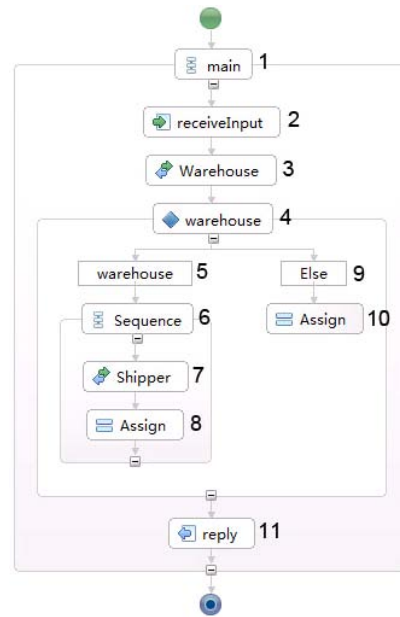 main 1
receiveInput 2
Warehouse 3
warehouse 4
warehouse 5
Else 9
Sequence 6
Assign 10
Shipper 7
Assign 8
reply 11